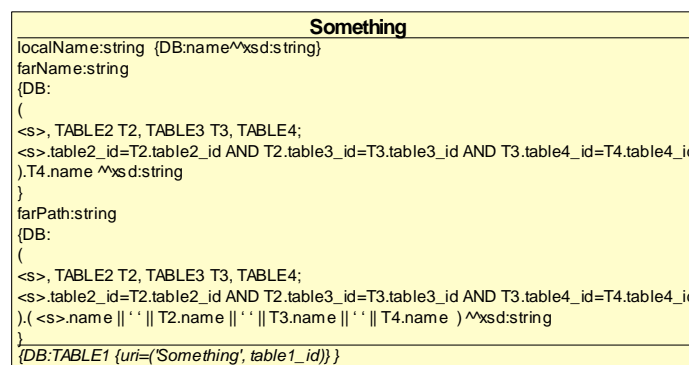 Something
localName:string {DB:name^^xsd:string}
farName:string
{DB:
(
<s>, TABLE2 T2, TABLE3 T3, TABLE4;
<s>.table2_id=T2.table2_id AND T2.table3_id=T3.table3_id AND T3.table4_id=T4.table4_id
).T4.name ^^xsd:string
}
farPath:string
{DB:
(
<s>, TABLE2 T2, TABLE3 T3, TABLE4;
<s>.table2_id=T2.table2_id AND T2.table3_id=T3.table3_id AND T3.table4_id=T4.table4_id
).( <s>.name || ‘ ‘ || T2.name || ‘ ‘ || T3.name || ‘ ‘ || T4.name ) ^^xsd:string
}
{DB:TABLE1 {uri=('Something', table1_id)} }